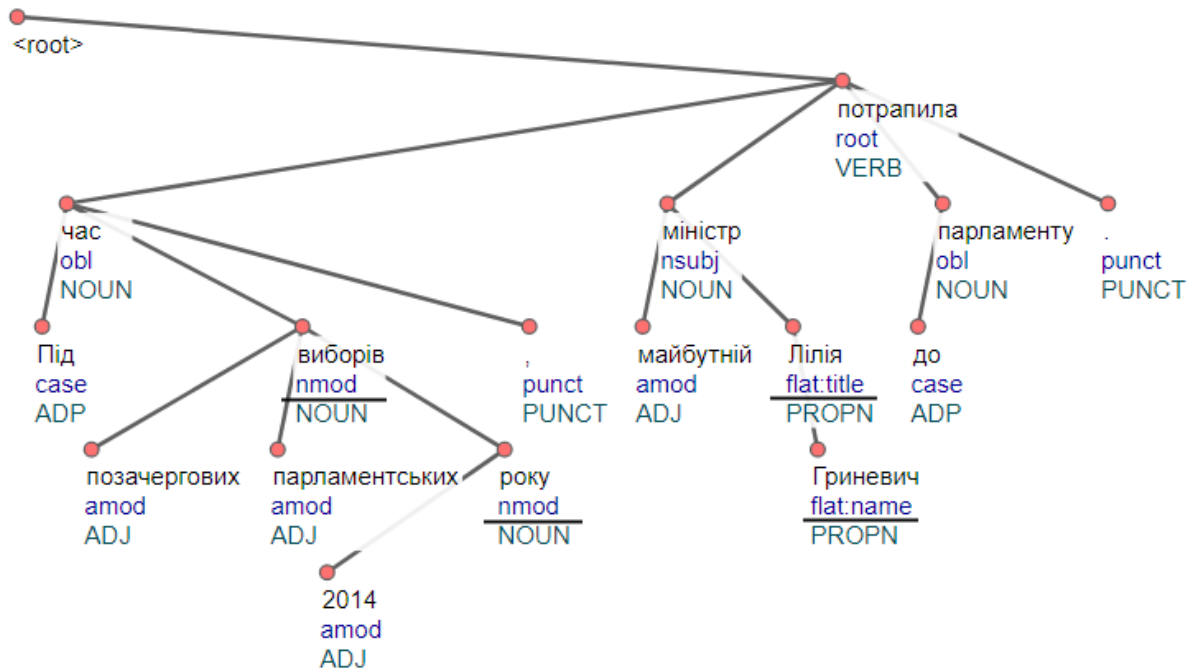 <root>
потрапила
root
VERB
час
obl
NOUN
міністр
nsubj
NOUN
парламенту
obl
NOUN
.
punct
PUNCT
Під
case
ADP
виборів
nmod
NOUN
,
punct
PUNCT
майбутній
amod
ADJ
Лілія
flat:title
PROPN
до
case
ADP
позачергових
amod
ADJ
парламентських
amod
ADJ
року
nmod
NOUN
Гриневич
flat:name
PROPN
2014
amod
ADJ